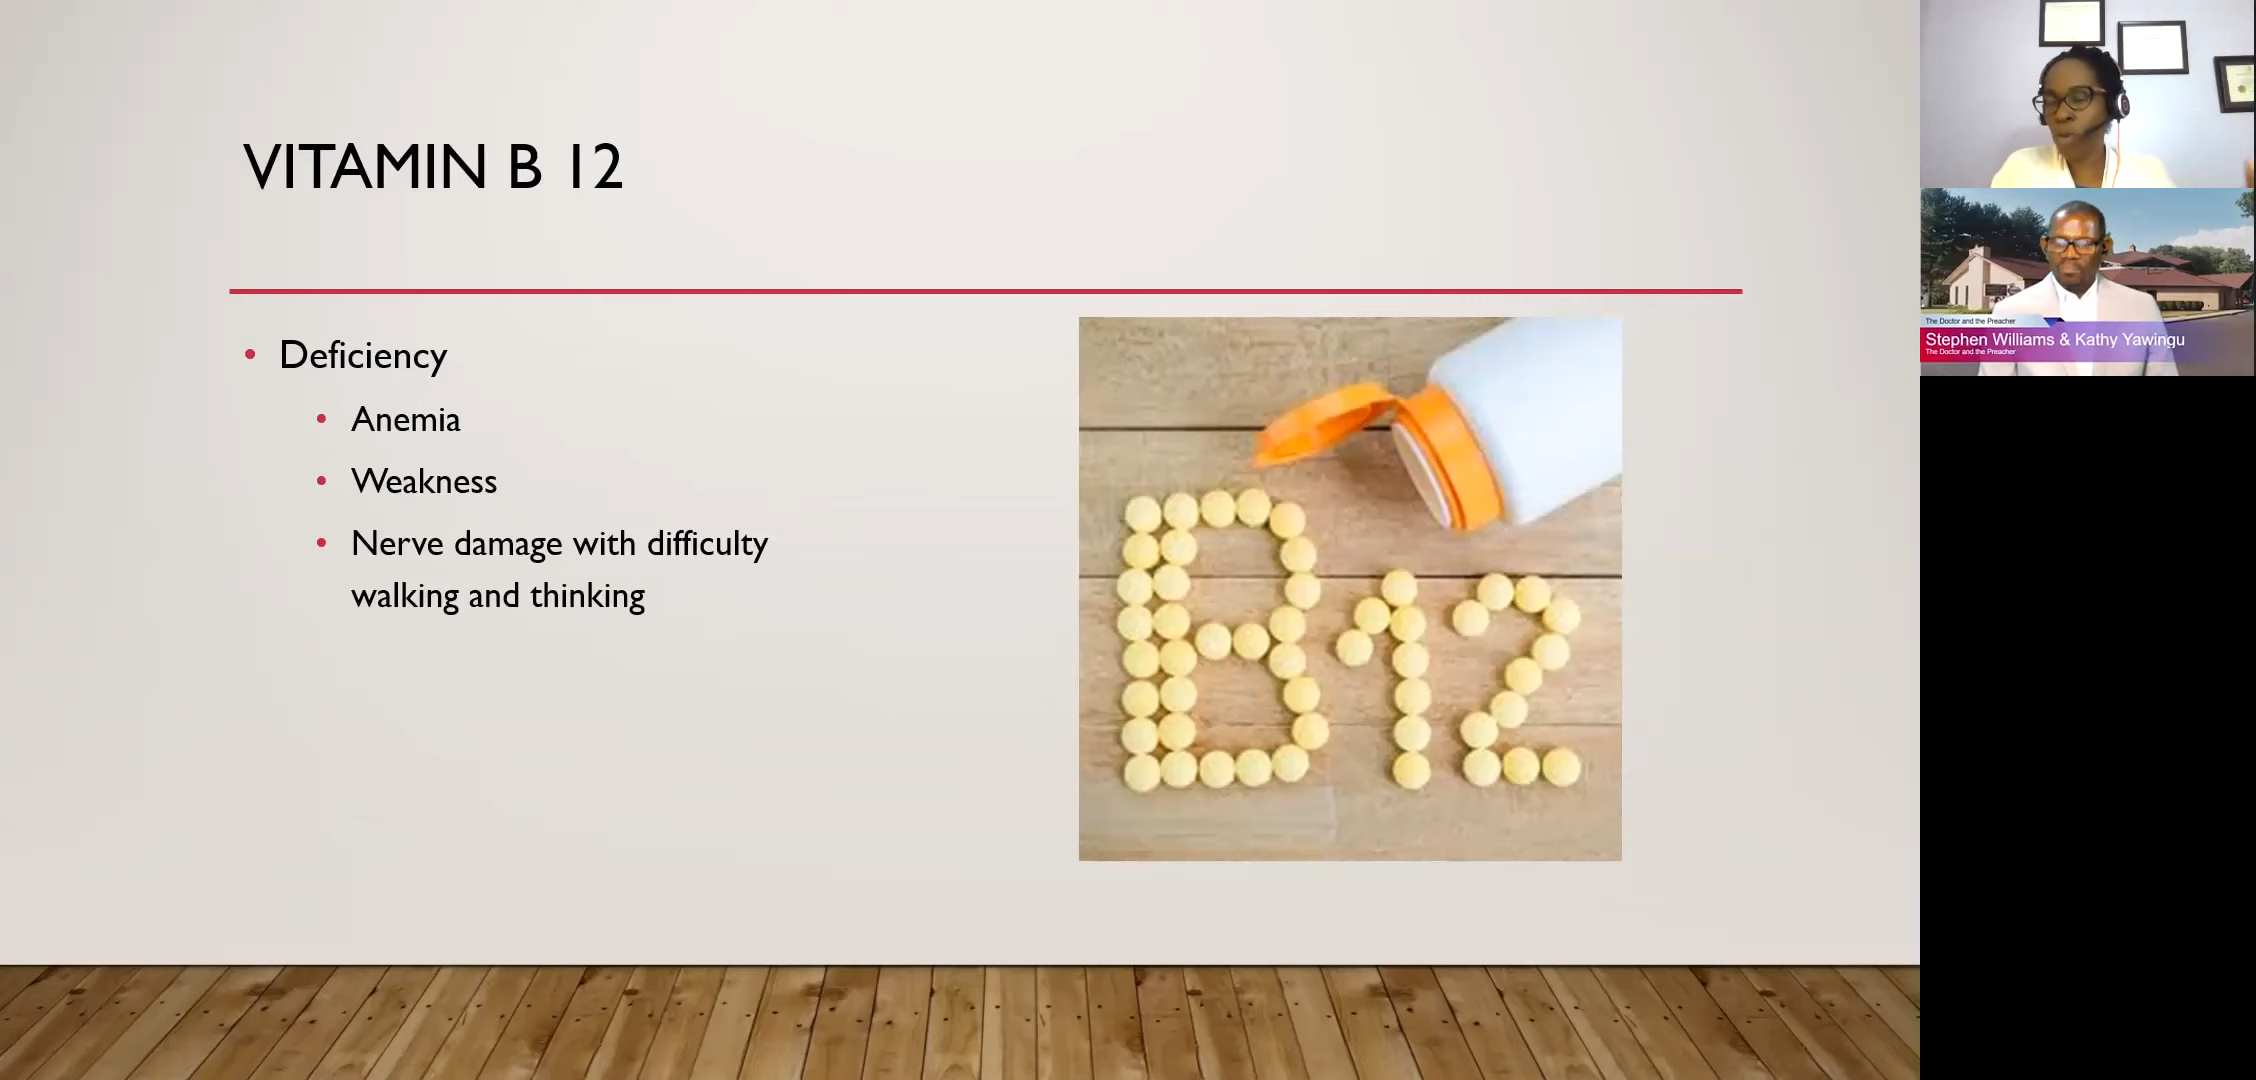 VITAMIN B 12
• Deficiency
• Anemia
• Weakness
• Nerve damage with difficulty
walking and thinking
B12
The Doctor and the Preacher
Stephen Williams & Kathy Yawingu
The Doctor and the Preacher